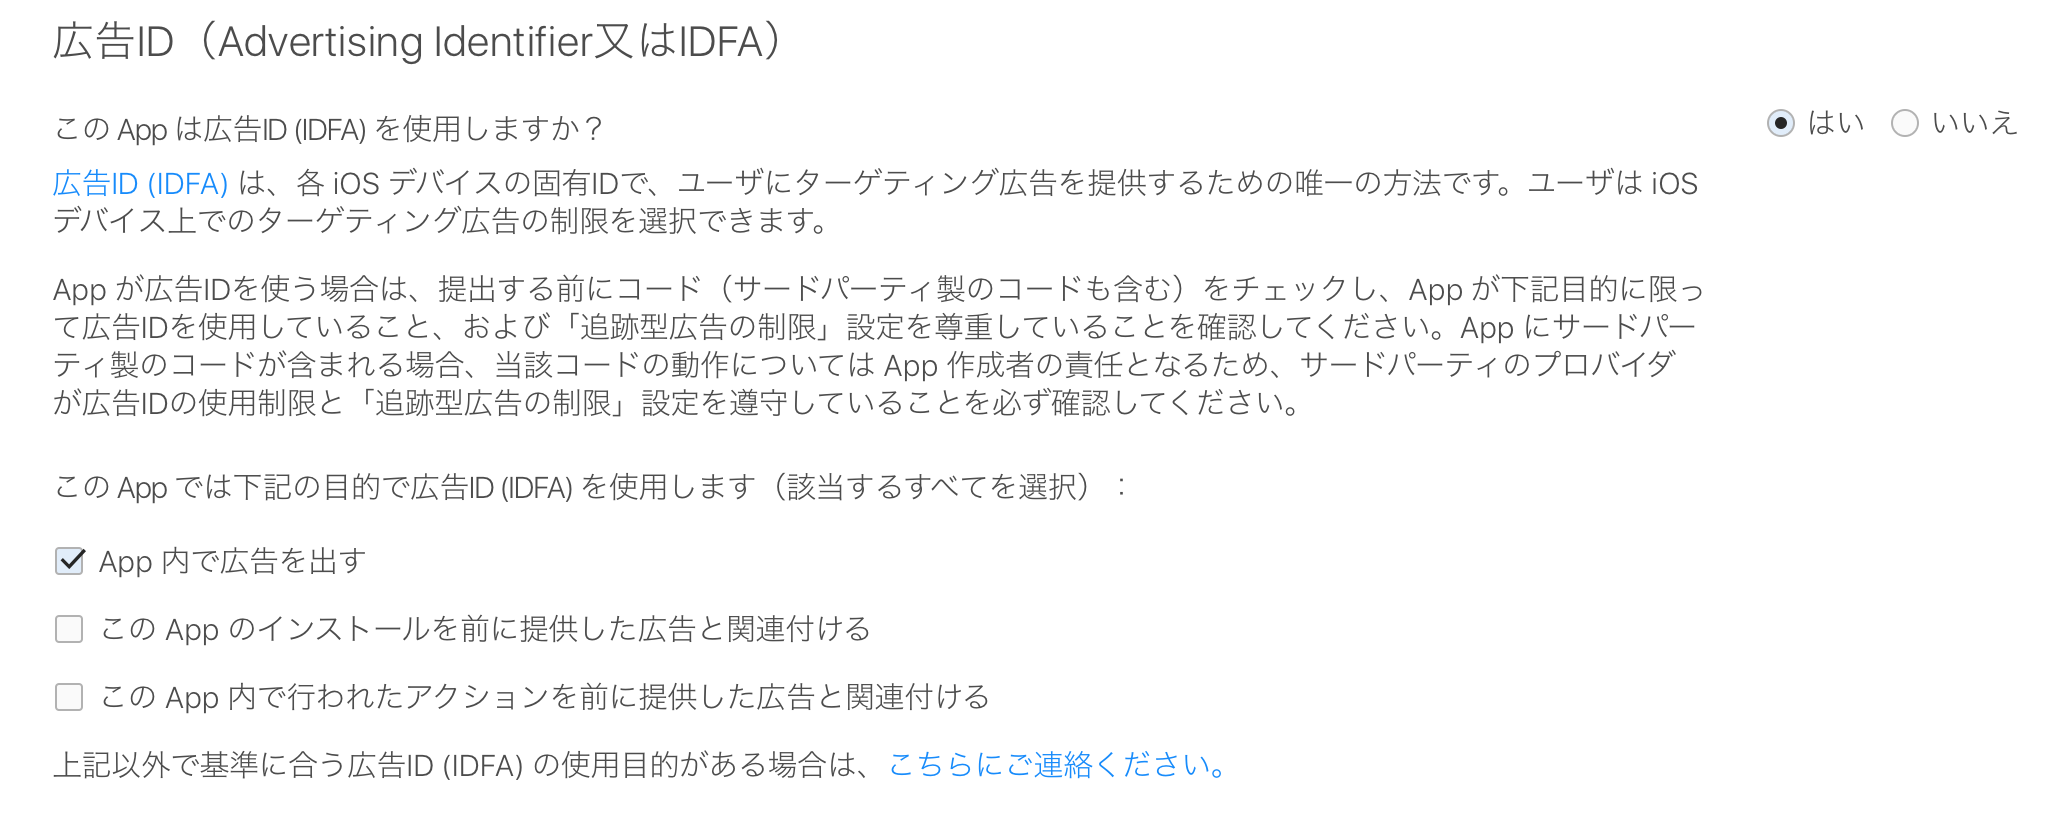 広告ID（Advertising Identifier又はIDFA）
この App は広告ID (IDFA) を使用しますか？
はい
いいえ
広告ID (IDFA) は、各 iOS デバイスの固有IDで、ユーザにターゲティング広告を提供するための唯一の方法です。ユーザは iOS
デバイス上でのターゲティング広告の制限を選択できます。
App が広告IDを使う場合は、提出する前にコード（サードパーティ製のコードも含む）をチェックし、App が下記目的に限っ
て広告IDを使用していること、および「追跡型広告の制限」設定を尊重していることを確認してください。App にサードパー
ティ製のコードが含まれる場合、当該コードの動作については App 作成者の責任となるため、サードパーティのプロバイダ
が広告IDの使用制限と「追跡型広告の制限」設定を遵守していることを必ず確認してください。
この App では下記の目的で広告ID (IDFA) を使用します（該当するすべてを選択）：
App 内で広告を出す
この App のインストールを前に提供した広告と関連付ける
この App 内で行われたアクションを前に提供した広告と関連付ける
上記以外で基準に合う広告ID (IDFA) の使用目的がある場合は、こちらにご連絡ください。